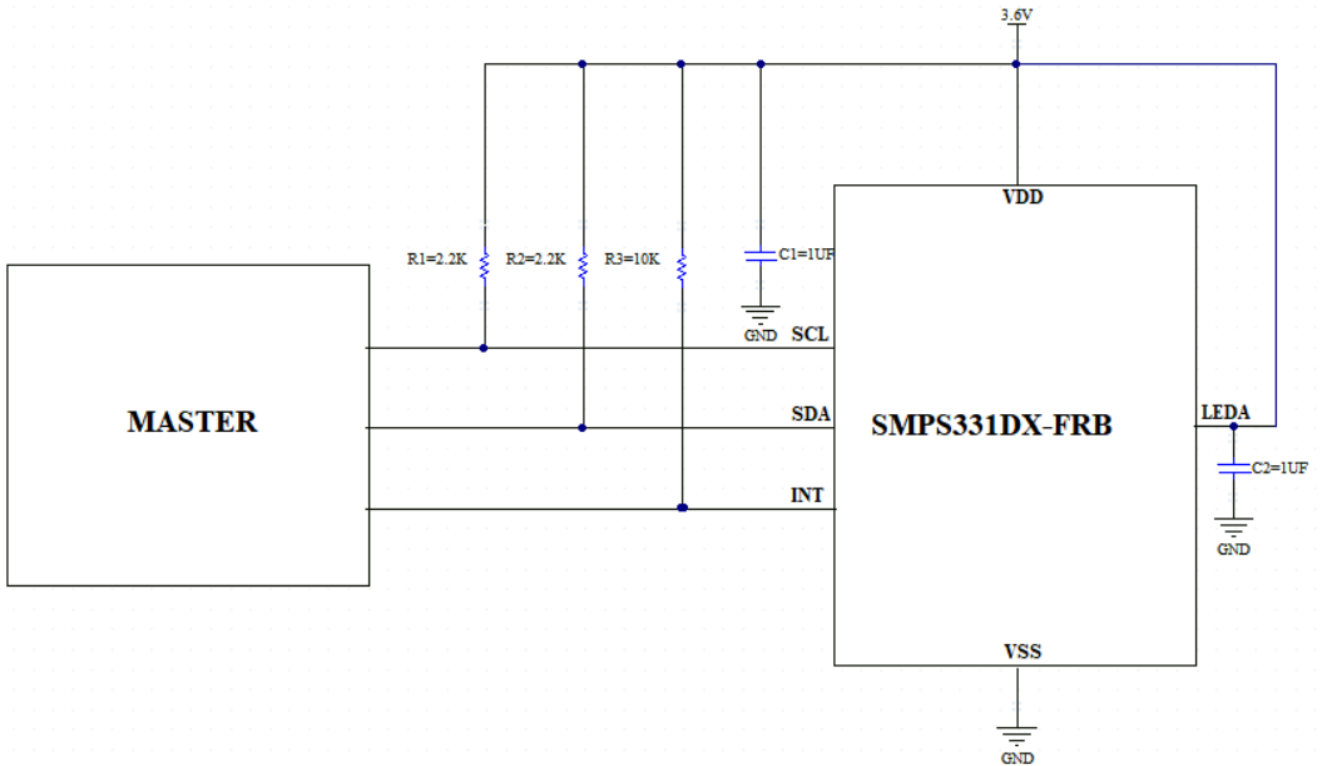 3.6V
VDD
R1=2.2K
R2=2.2K
R3=10K
C1=1UF
GND
SCL
MASTER
SDA
SMPS331DX-FRB
LEDA
C2=1UF
INT
GND
VSS
GND